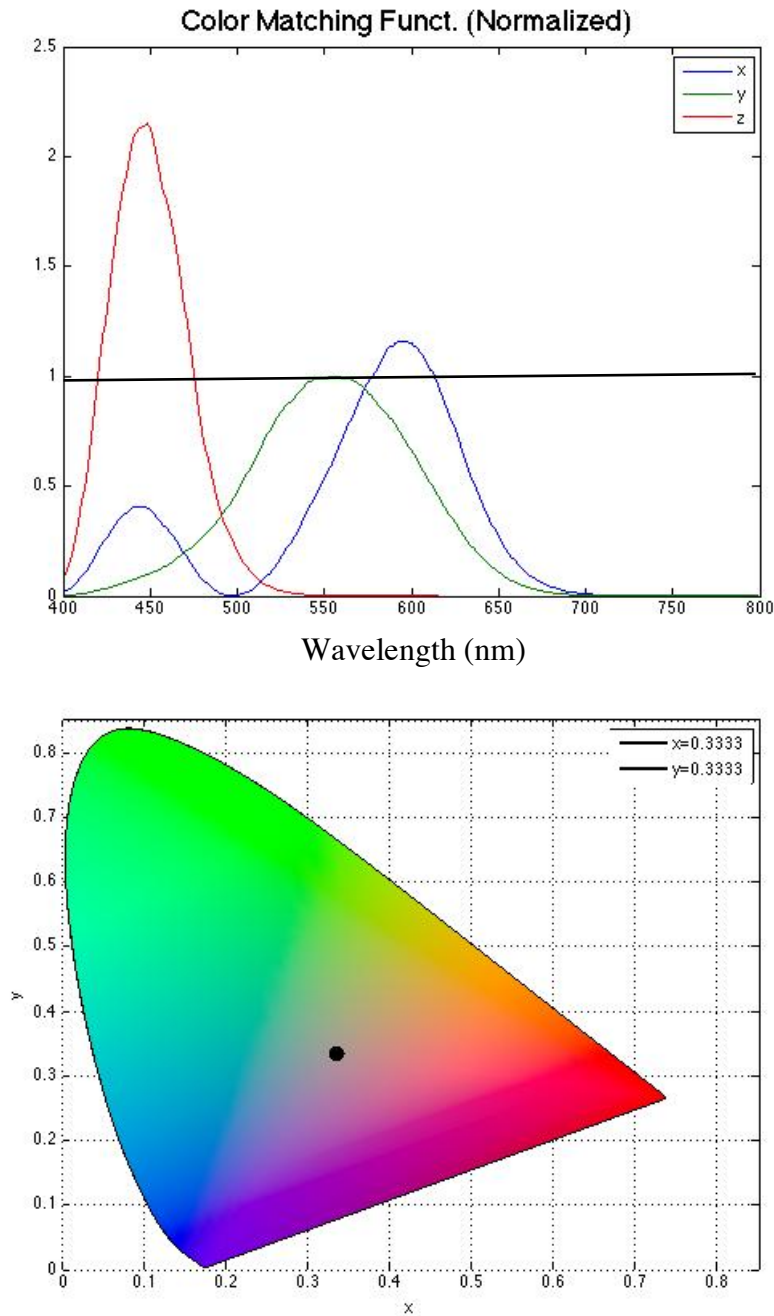 Color Matching Funct. (Normalized)
2.5
2
1.5
1
0.5
0
x
y
z
400 450 500 550 600 650 700 750 800
Wavelength (nm)
x=0.3333
y=0.3333
0.8
0.7
0.6
0.5
0.4
0.3
0.2
0.1
0
y
0 0.1 0.2 0.3 0.4 0.5 0.6 0.7 0.8
x